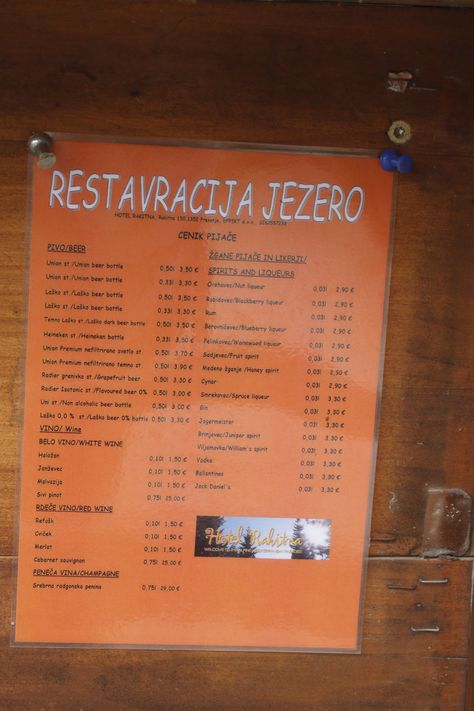 RESTAVRACIJA JEZERO
HOTEL RAKITNA, Rakitna
CENIK PIJAČE
PIVO/BEER
Union st./Union beer bottle 0,50l 3,50 €
Union st./Union beer bottle 0,33l 3,30 €
Laško st./Laško beer bottle 0,50l 3,50 €
Laško st./Laško beer bottle 0,33l 3,30 €
Temno Laško st./Laško dark beer bottle 0,50l 3,50 €
Heineken st./Heineken beer bottle 0,33l 3,50 €
Union Premium nefiltrirano svetlo st. 0,50l 3,70 €
Union Premium nefiltrirano temno st. 0,50l 3,90 €
Radler grenivka st./Grapefruit beer 0,50l 3,30 €
Radler Isotonic st./Flavoured beer 0% 0,50l 3,00 €
Uni st./Non alcoholic beer bottle 0,50l 3,00 €
Laško 0,0 % st./Laško beer 0% bottle 0,50l 3,30 €
VINO/ Wine
BELO VINO/WHITE WINE
Haložan 0,10l 1,50 €
Janževec 0,10l 1,50 €
Malvazija 0,10l 1,50 €
Sivi pinot 0,75l 25,00 €
RDEČE VINO/RED WINE
Refošk 0,10l 1,50 €
Cviček 0,10l 1,50 €
Merlot 0,10l 1,50 €
Cabernet sauvignon 0,75l 25,00 €
PENEČA VINA/CHAMPAGNE
Srebrna radgonska penina 0,75l 29,00 €
ŽGANE PIJAČE IN LIKERJI/
SPIRITS AND LIQUEURS
Orehovec/Nut liqueur 0,03l 2,90 €
Robidovec/Blackberry liqueur 0,03l 2,90 €
Rum 0,03l 2,90 €
Borovničevec/Blueberry liqueur 0,03l 2,90 €
Pelinkovec/Wormwood liqueur 0,03l 2,90 €
Sadjevec/Fruit spirit 0,03l 2,90 €
Medeno žganje /Honey spirit 0,03l 3,30 €
Cynar 0,03l 3,30 €
Smrekovec/Spruce liqueur 0,03l 3,30 €
Gin 0,03l 3,30 €
Jagermeister 0,03l 3,30 €
Brinjevec/Juniper spirit 0,03l 3,30 €
Viljamovka/William's spirit 0,03l 3,30 €
Vodka 0,03l 3,30 €
Ballantines 0,03l 3,30 €
Jack Daniel's 0,03l 3,90 €
Hotel Rakitna